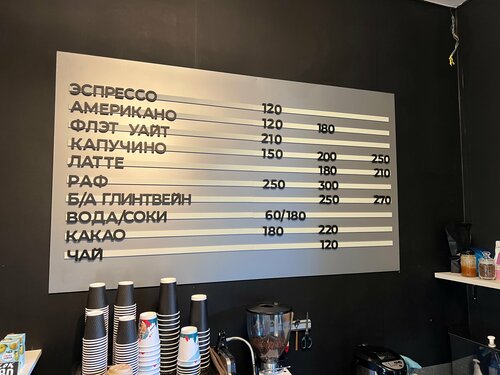 ЭСПРЕССО 120
АМЕРИКАНО 120 180
ФЛЭТ УАЙТ 210
КАПУЧИНО 150 200 250
ЛАТТЕ 180 210
РАФ 250 300
Б/А ГЛИНТВЕЙН 250 270
ВОДА/СОКИ 60/180
КАКАО 180 220
ЧАЙ 120